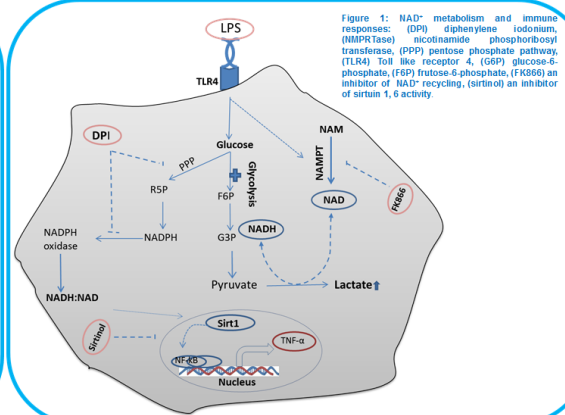 Figure 1: NAD⁺ metabolism and immune
responses: (DPI) diphenylene iodonium,
(NMPRTase) nicotinamide phosphoribosyl
transferase, (PPP) pentose phosphate pathway,
(TLR4) Toll like receptor 4, (G6P) glucose-6-
phosphate, (F6P) frutose-6-phosphate, (FK866) an
inhibitor of NAD⁺ recycling, (sirtinol) an inhibitor
of sirtuin 1, 6 activity.
LPS
TLR4
DPI
Glucose
NAM
PPP
Glycolysis
NAMPT
R5P
F6P
NAD
FK866
NADPH
oxidase
NADPH
G3P
NADH
Pyruvate
Lactate
NADH:NAD
Sirtinol
Sirt1
TNF-α
NF-kB
Nucleus